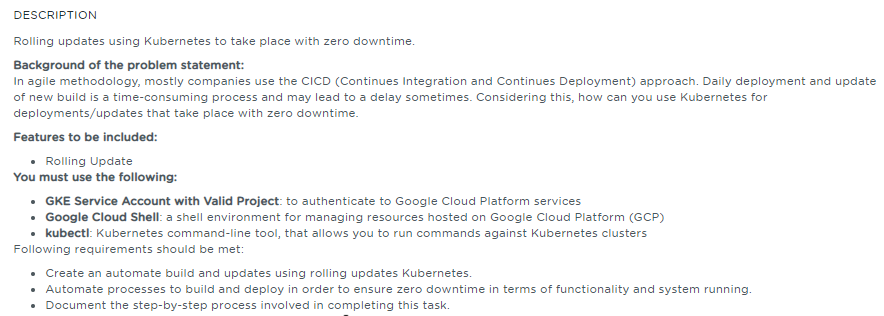 DESCRIPTION
Rolling updates using Kubernetes to take place with zero downtime.
Background of the problem statement:
In agile methodology, mostly companies use the CICD (Continues Integration and Continues Deployment) approach. Daily deployment and update
of new build is a time-consuming process and may lead to a delay sometimes. Considering this, how can you use Kubernetes for
deployments/updates that take place with zero downtime.
Features to be included:
• Rolling Update
You must use the following:
• GKE Service Account with Valid Project: to authenticate to Google Cloud Platform services
• Google Cloud Shell: a shell environment for managing resources hosted on Google Cloud Platform (GCP)
• kubectl: Kubernetes command-line tool, that allows you to run commands against Kubernetes clusters
Following requirements should be met:
• Create an automate build and updates using rolling updates Kubernetes.
• Automate processes to build and deploy in order to ensure zero downtime in terms of functionality and system running.
• Document the step-by-step process involved in completing this task.